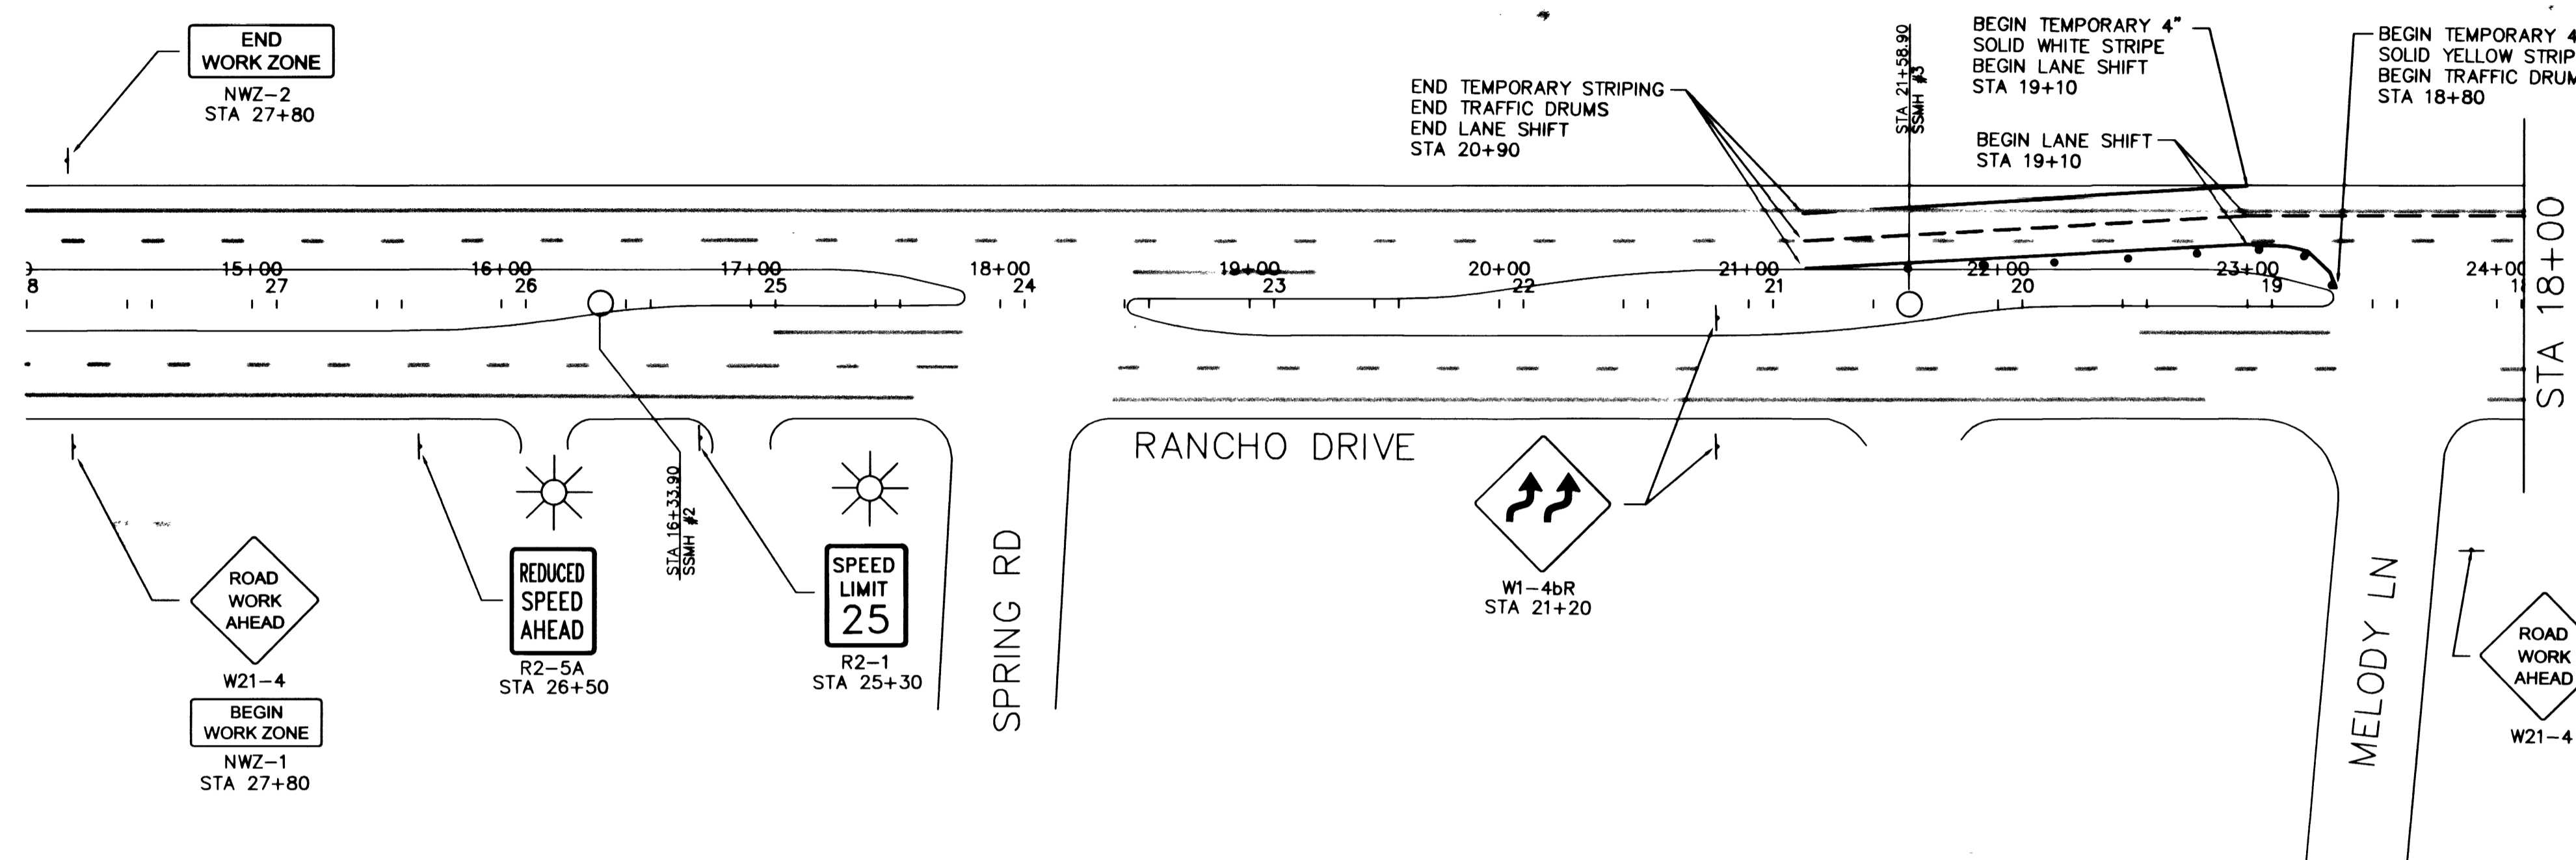 END
WORK ZONE
NWZ-2
STA 27+80
END TEMPORARY STRIPING
END TRAFFIC DRUMS
END LANE SHIFT
STA 20+90
STA 21+58.90
SSMH #3
BEGIN TEMPORARY 4"
SOLID WHITE STRIPE
BEGIN LANE SHIFT
STA 19+10
BEGIN LANE SHIFT
STA 19+10
BEGIN TEMPORARY 4
SOLID YELLOW STRIP
BEGIN TRAFFIC DRUM
STA 18+80
STA 18+00
15+00 16+00 17+00 18+00 19+00 20+00 21+00 22+00 23+00 24+00
8 27 26 25 24 23 22 21 20 19
RANCHO DRIVE
STA 16+33.90
SSMH #2
ROAD
WORK
AHEAD
W21-4
BEGIN
WORK ZONE
NWZ-1
STA 27+80
REDUCED
SPEED
AHEAD
R2-5A
STA 26+50
SPEED
LIMIT
25
R2-1
STA 25+30
SPRING RD
W1-4bR
STA 21+20
MELODY LN
ROAD
WORK
AHEAD
W21-4